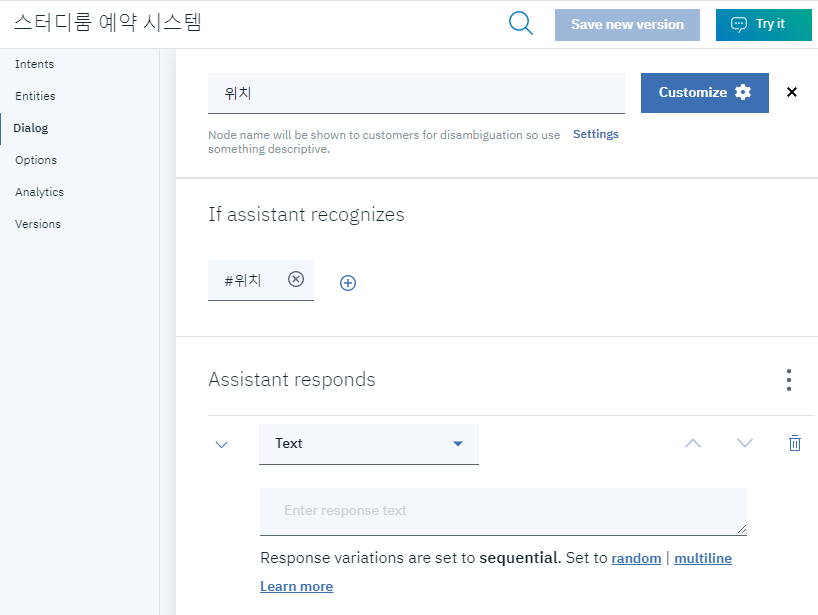 스터디룸 예약 시스템
Save new version
Try it
Intents
Entities
Dialog
Options
Analytics
Versions
위치
Customize
Node name will be shown to customers for disambiguation so use
something descriptive.
Settings
If assistant recognizes
#위치
Assistant responds
Text
Enter response text
Response variations are set to sequential. Set to random | multiline
Learn more